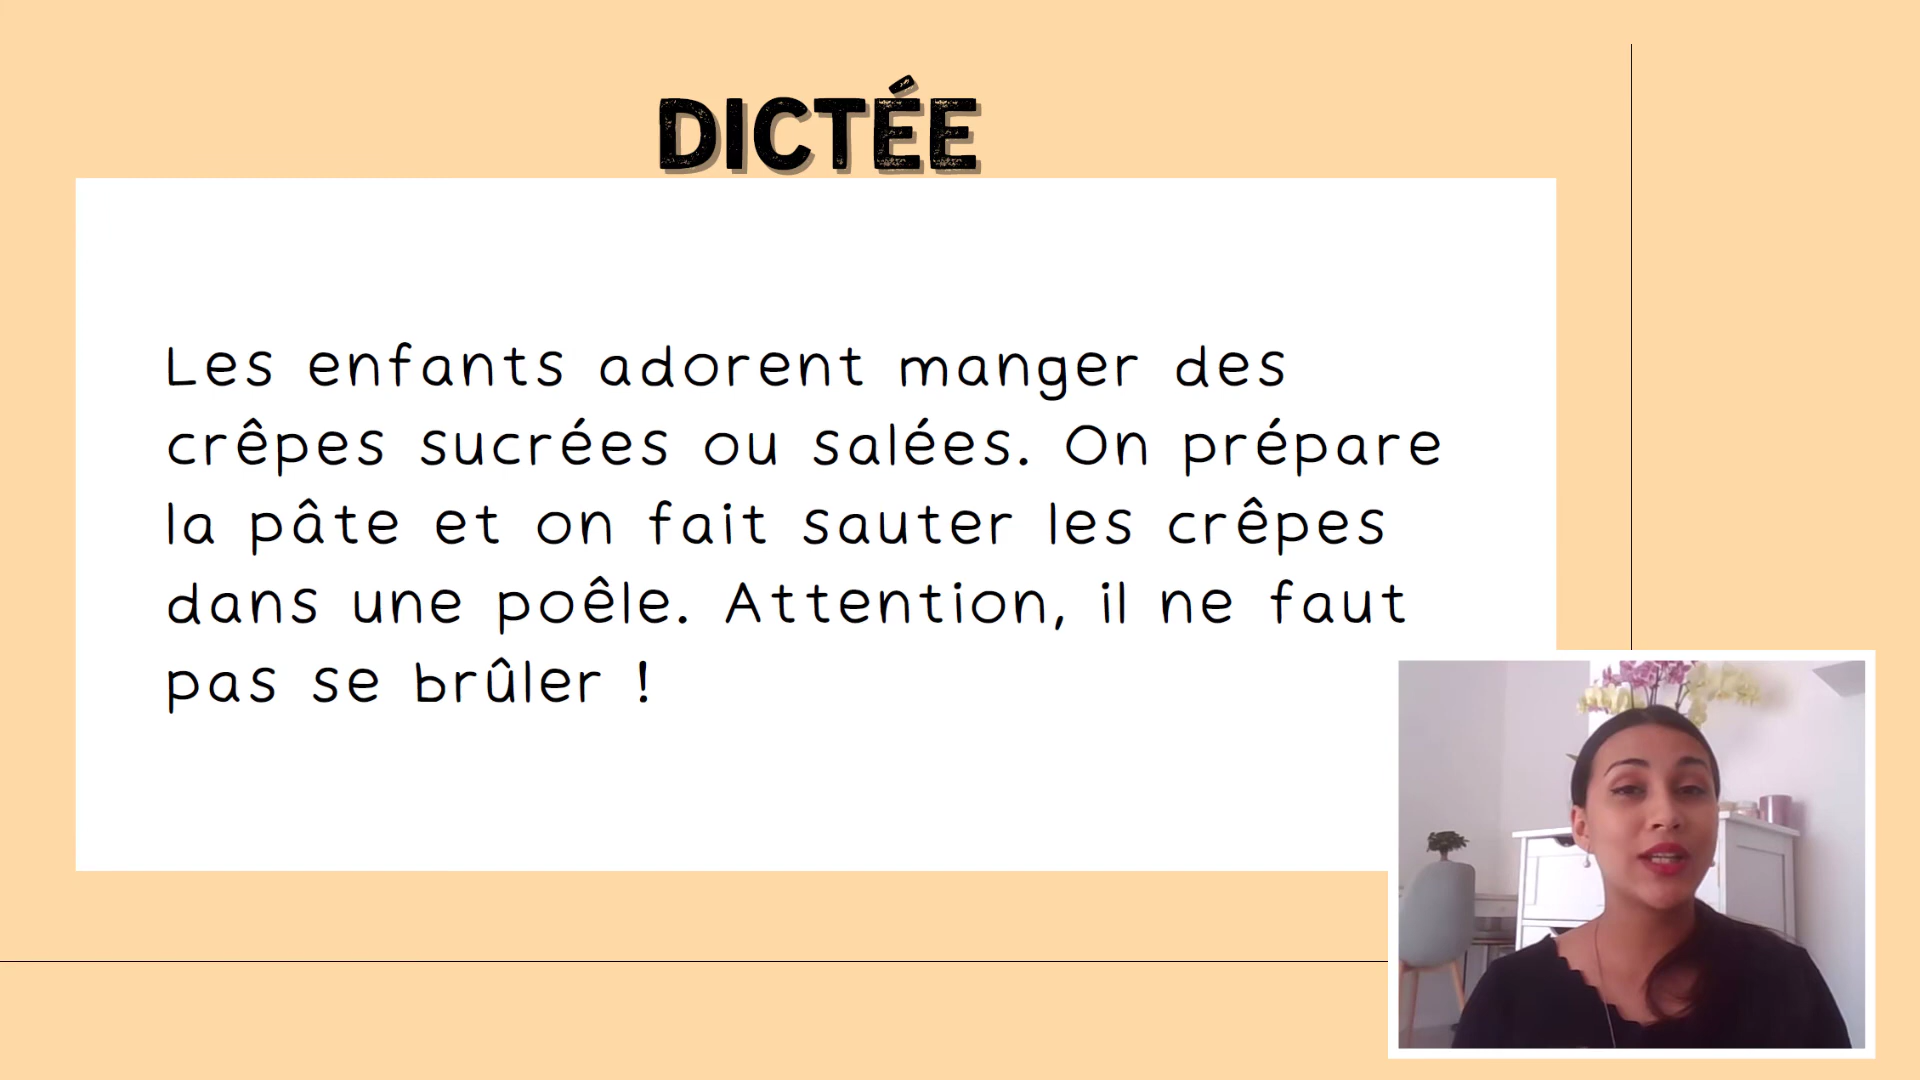 DICTÉE
Les enfants adorent manger des
crêpes sucrées ou salées. On prépare
la pâte et on fait sauter les crêpes
dans une poêle. Attention, il ne faut
pas se brûler !